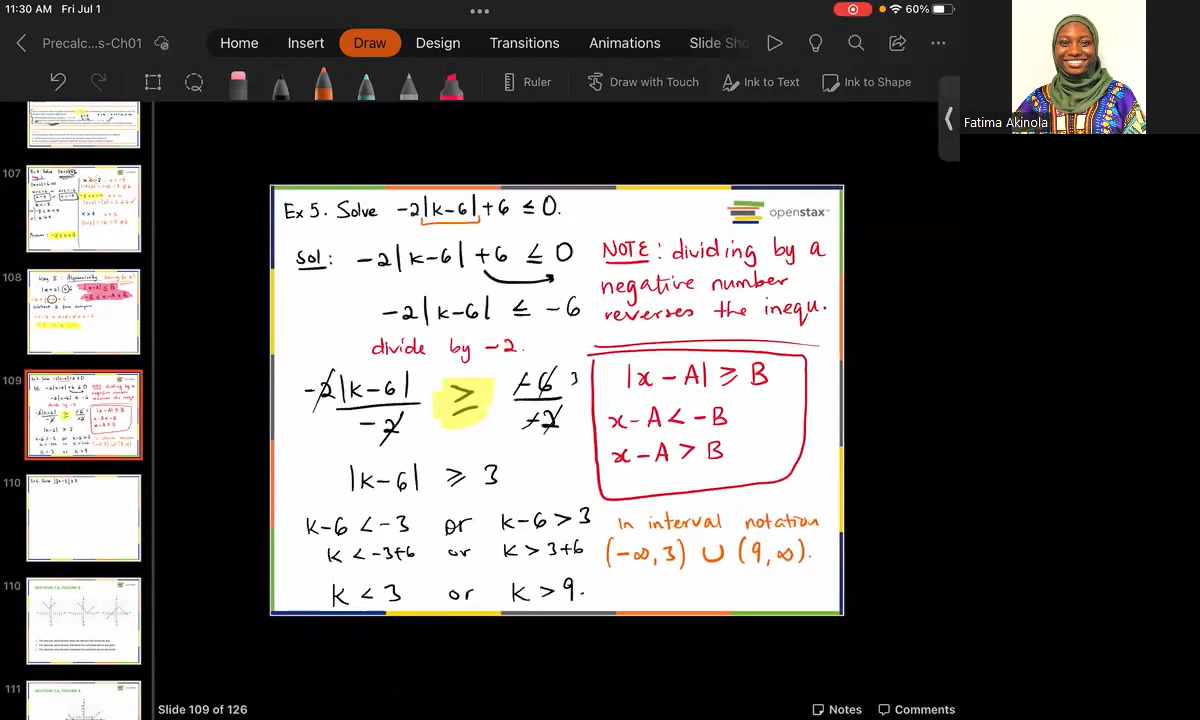 11:30 AM Fri Jul 1
60%
Precalc...s-Ch01
Home Insert Draw Design Transitions Animations Slide Sho
Ruler Draw with Touch Ink to Text Ink to Shape
Fatima Akinola
107
108
109
110
110
111
Ex 5. Solve -2|k-6|+6 ≤ 0.
openstax
Sol: -2|k-6| +6 ≤ 0
-2|k-6| ≤ -6
divide by -2.
-2|k-6| / -2 ≥ -6 / -2 3
|k-6| ≥ 3
k-6 < -3 or k-6 > 3
k < -3+6 or k > 3+6
k < 3 or k > 9.
NOTE: dividing by a
negative number
reverses the inequ.
|x - A| ≥ B
x - A < -B
x - A > B
In interval notation
(-∞, 3) ∪ (9, ∞).
Slide 109 of 126
Notes Comments